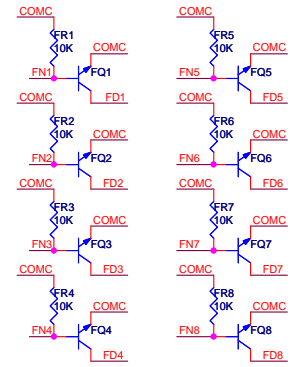 COMC COMC
FR1 COMC FR5 COMC
10K 10K
FN1 FQ1 FN5 FQ5
FD1 FD5
COMC COMC
FR2 COMC FR6 COMC
10K 10K
FN2 FQ2 FN6 FQ6
FD2 FD6
COMC COMC
FR3 COMC FR7 COMC
10K 10K
FN3 FQ3 FN7 FQ7
FD3 FD7
COMC COMC
FR4 COMC FR8 COMC
10K 10K
FN4 FQ4 FN8 FQ8
FD4 FD8